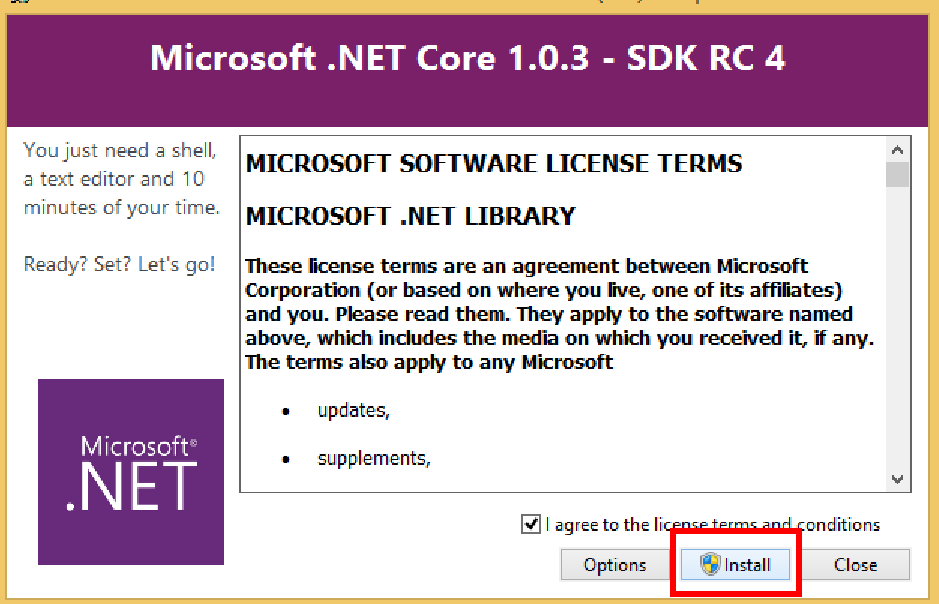 Microsoft .NET Core 1.0.3 - SDK RC 4
You just need a shell,
a text editor and 10
minutes of your time.
Ready? Set? Let's go!
MICROSOFT SOFTWARE LICENSE TERMS
MICROSOFT .NET LIBRARY
These license terms are an agreement between Microsoft
Corporation (or based on where you live, one of its affiliates)
and you. Please read them. They apply to the software named
above, which includes the media on which you received it, if any.
The terms also apply to any Microsoft
• updates,
• supplements,
Microsoft®
.NET
I agree to the license terms and conditions
Options
Install
Close